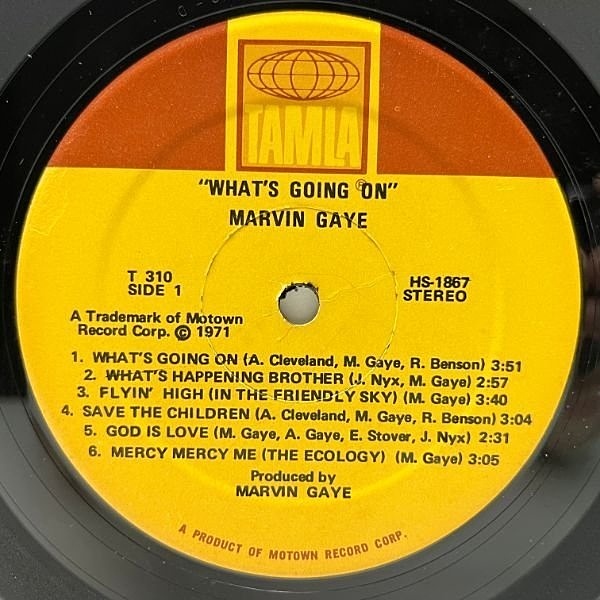 TAMLA
"WHAT'S GOING ®ON"
MARVIN GAYE
T 310
SIDE 1
HS-1867
STEREO
A Trademark of Motown
Record Corp. © 1971
1. WHAT'S GOING ON (A. Cleveland, M. Gaye, R. Benson) 3:51
2. WHAT'S HAPPENING BROTHER (J. Nyx, M. Gaye) 2:57
3. FLYIN' HIGH (IN THE FRIENDLY SKY) (M. Gaye) 3:40
4. SAVE THE CHILDREN (A. Cleveland, M. Gaye, R. Benson) 3:04
5. GOD IS LOVE (M. Gaye, A. Gaye, E. Stover, J. Nyx) 2:31
6. MERCY MERCY ME (THE ECOLOGY) (M. Gaye) 3:05
Produced by
MARVIN GAYE
A PRODUCT OF MOTOWN RECORD CORP.